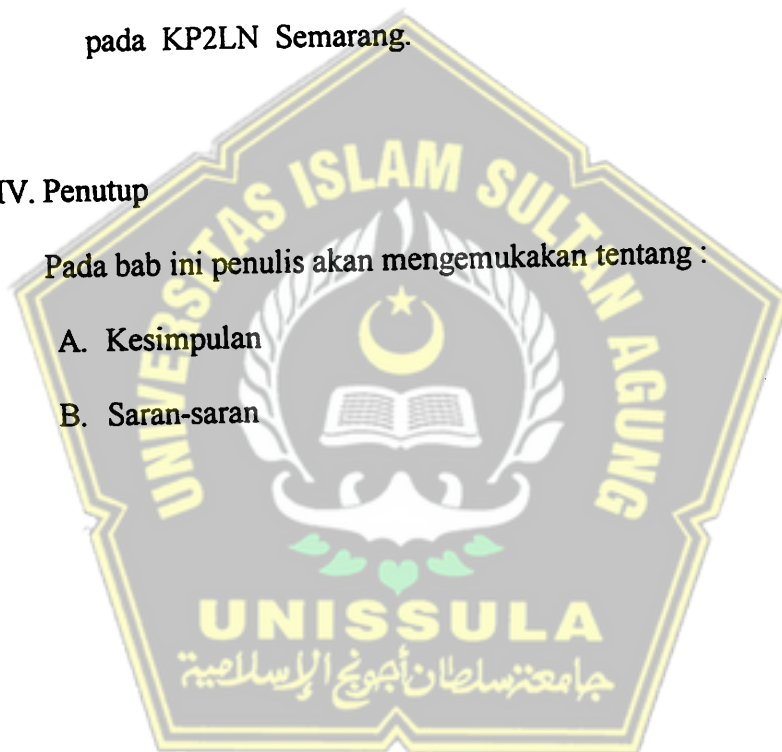 pada KP2LN Semarang.
IV. Penutup
Pada bab ini penulis akan mengemukakan tentang :
A. Kesimpulan
B. Saran-saran
UNIVERSITAS ISLAM SULTAN AGUNG
UNISSULA
جامعة سلطان أجونج الإسلامية